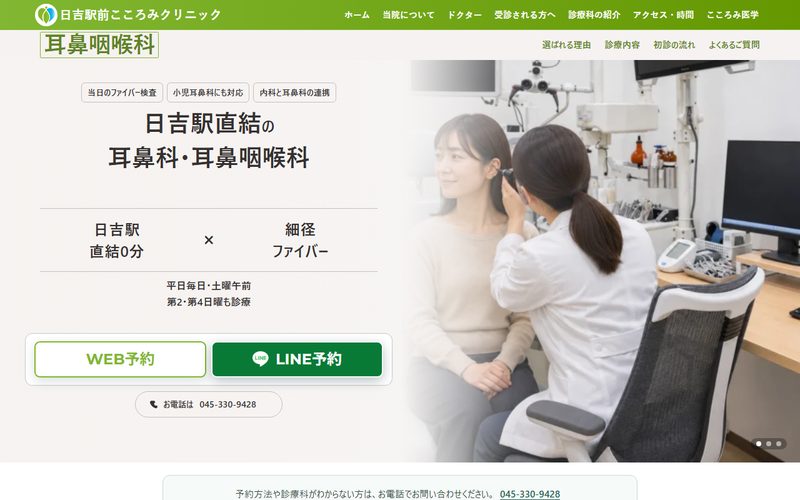 日吉駅前こころみクリニック
ホーム 当院について ドクター 受診される方へ 診療科の紹介 アクセス・時間 こころみ医学
耳鼻咽喉科
選ばれる理由 診療内容 初診の流れ よくあるご質問
当日のファイバー検査 小児耳鼻科にも対応 内科と耳鼻科の連携
日吉駅直結の
耳鼻科・耳鼻咽喉科
日吉駅
直結0分
×
細径
ファイバー
平日毎日・土曜午前
第2・第4日曜も診療
WEB予約
LINE LINE予約
お電話は 045-330-9428
予約方法や診療科がわからない方は、お電話でお問い合わせください。 045-330-9428